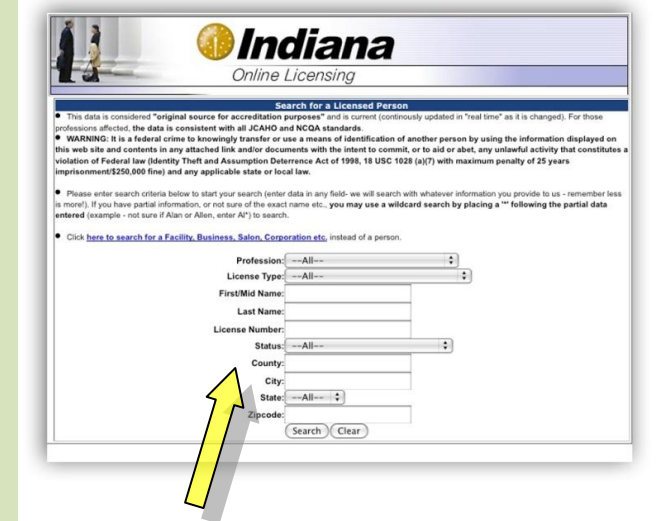 Indiana
Online Licensing
Search for a Licensed Person
• This data is considered "original source for accreditation purposes" and is current (continously updated in "real time" as it is changed). For those
professions affected, the data is consistent with all JCAHO and NCQA standards.
• WARNING: It is a federal crime to knowingly transfer or use a means of identification of another person by using the information displayed on
this web site and contents in any attached link and/or documents with the intent to commit, or to aid or abet, any unlawful activity that constitutes a
violation of Federal law (Identity Theft and Assumption Deterrence Act of 1998, 18 USC 1028 (a)(7) with maximum penalty of 25 years
imprisonment/$250,000 fine) and any applicable state or local law.
• Please enter search criteria below to start your search (enter data in any field- we will search with whatever information you provide to us - remember less
is more!). If you have partial information, or not sure of the exact name etc., you may use a wildcard search by placing a '*' following the partial data
entered (example - not sure if Alan or Allen, enter Al*) to search.
• Click here to search for a Facility, Business, Salon, Corporation etc, instead of a person.
Profession: --All--
License Type: --All--
First/Mid Name:
Last Name:
License Number:
Status: --All--
County:
City:
State: --All--
Zipcode:
Search Clear